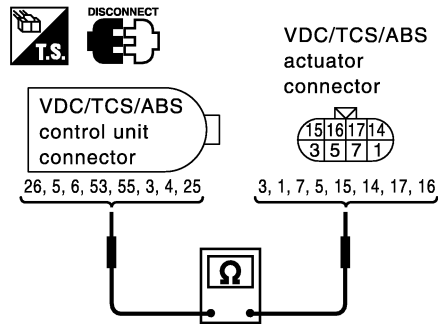 DISCONNECT
T.S.
VDC/TCS/ABS
control unit
connector
26, 5, 6, 53, 55, 3, 4, 25
VDC/TCS/ABS
actuator
connector
15 16 17 14
3 5 7 1
3, 1, 7, 5, 15, 14, 17, 16
Ω